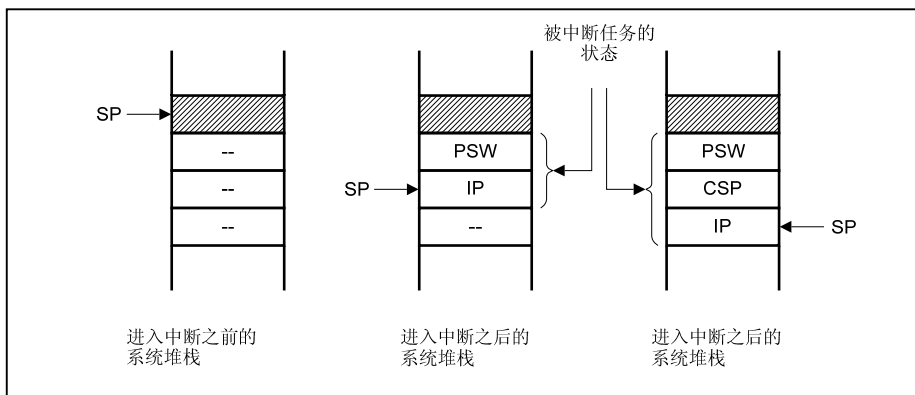 被中断任务的
状态
SP
--
--
--
进入中断之前的
系统堆栈
PSW
SP
IP
--
进入中断之后的
系统堆栈
PSW
CSP
IP
SP
进入中断之后的
系统堆栈